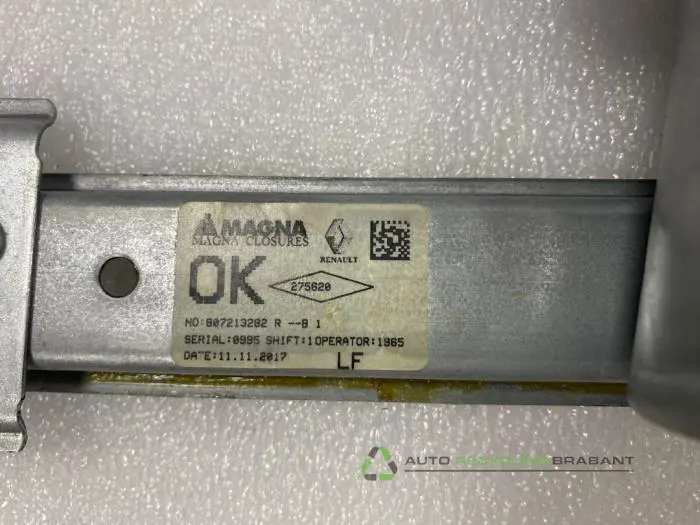 MAGNA
MAGNA CLOSURES
RENAULT
OK
275620
NO:807213282 R --B 1
SERIAL:0995 SHIFT:1OPERATOR:1965
DATE:11.11.2017
LF
AUTO RECYCLING BRABANT